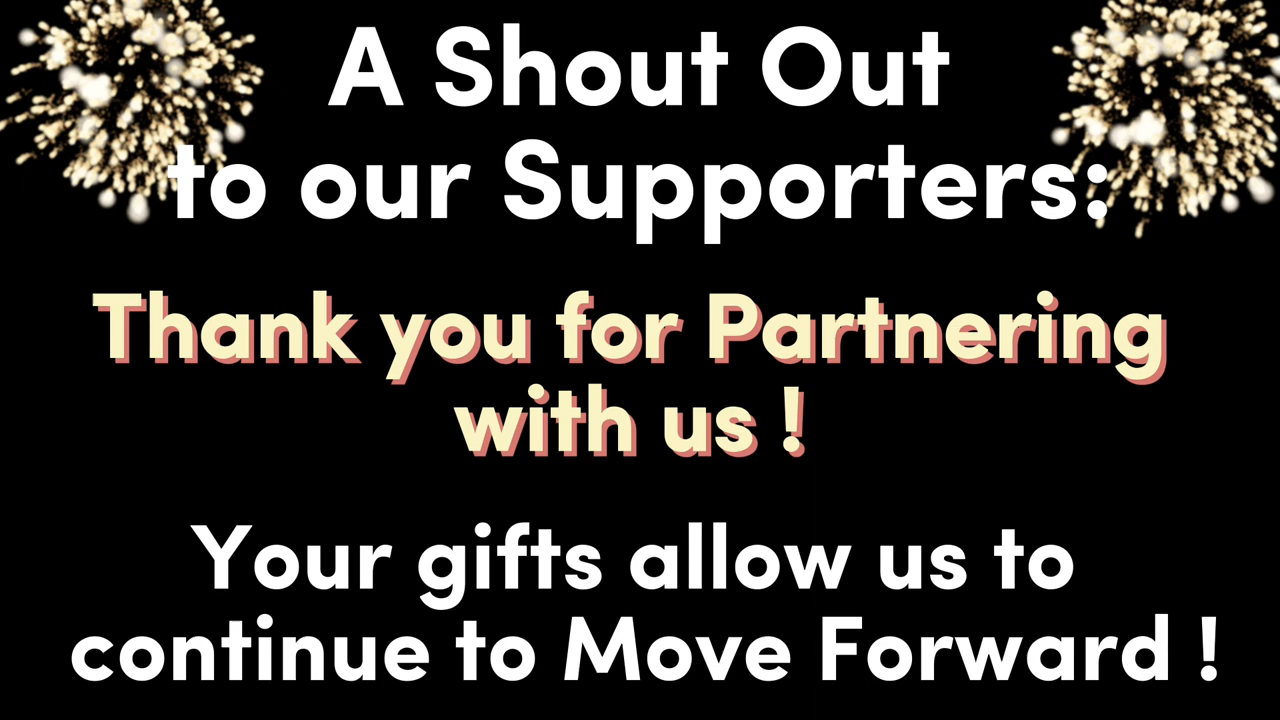 A Shout Out
to our Supporters:
Thank you for Partnering
with us !
Your gifts allow us to
continue to Move Forward !